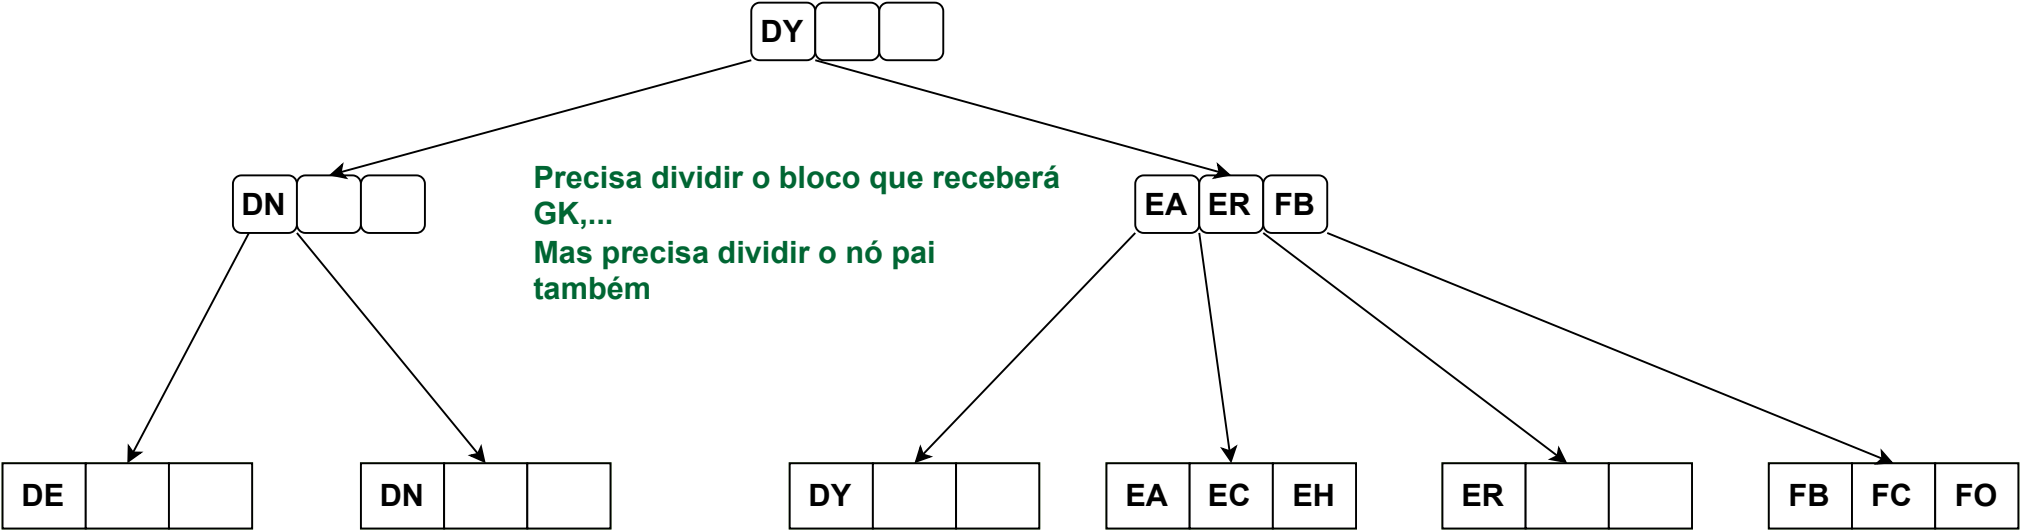 DY
DN
EA ER FB
Precisa dividir o bloco que receberá
GK,...
Mas precisa dividir o nó pai
também
DE
DN
DY
EA EC EH
ER
FB FC FO